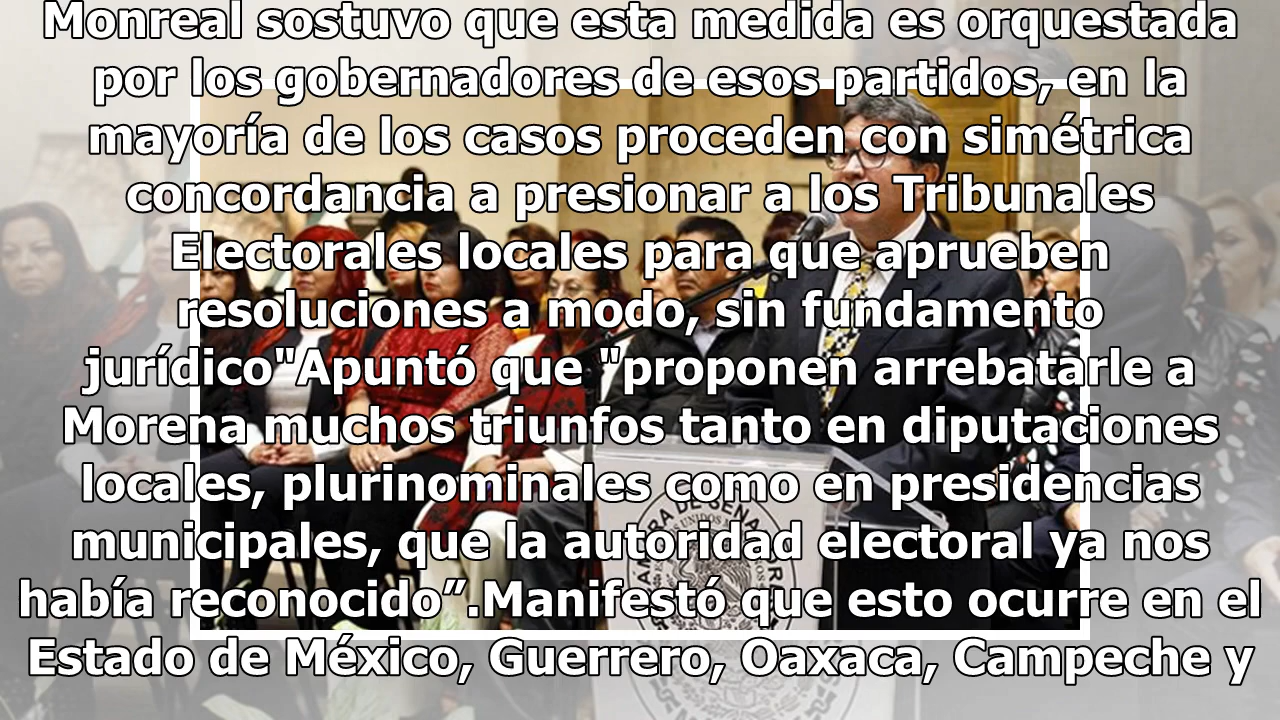 Monreal sostuvo que esta medida es orquestada
por los gobernadores de esos partidos, en la
mayoría de los casos proceden con simétrica
concordancia a presionar a los Tribunales
Electorales locales para que aprueben
resoluciones a modo, sin fundamento
jurídico"Apuntó que "proponen arrebatarle a
Morena muchos triunfos tanto en diputaciones
locales, plurinominales como en presidencias
municipales, que la autoridad electoral ya nos
había reconocido”.Manifestó que esto ocurre en el
Estado de México, Guerrero, Oaxaca, Campeche y